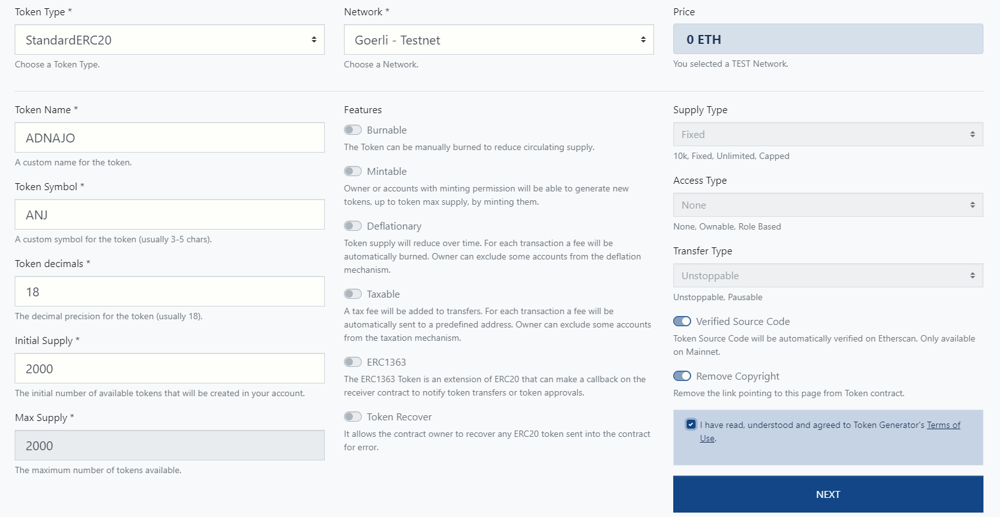 Token Type *
StandardERC20
Choose a Token Type.
Network *
Goerli - Testnet
Choose a Network.
Price
0 ETH
You selected a TEST Network.
Token Name *
ADNAJO
A custom name for the token.
Token Symbol *
ANJ
A custom symbol for the token (usually 3-5 chars).
Token decimals *
18
The decimal precision for the token (usually 18).
Initial Supply *
2000
The initial number of available tokens that will be created in your account.
Max Supply *
2000
The maximum number of tokens available.
Features
Burnable
The Token can be manually burned to reduce circulating supply.
Mintable
Owner or accounts with minting permission will be able to generate new
tokens, up to token max supply, by minting them.
Deflationary
Token supply will reduce over time. For each transaction a fee will be
automatically burned. Owner can exclude some accounts from the deflation
mechanism.
Taxable
A tax fee will be added to transfers. For each transaction a fee will be
automatically sent to a predefined address. Owner can exclude some accounts
from the taxation mechanism.
ERC1363
The ERC1363 Token is an extension of ERC20 that can make a callback on the
receiver contract to notify token transfers or token approvals.
Token Recover
It allows the contract owner to recover any ERC20 token sent into the contract
for error.
Supply Type
Fixed
10k, Fixed, Unlimited, Capped
Access Type
None
None, Ownable, Role Based
Transfer Type
Unstoppable
Unstoppable, Pausable
Verified Source Code
Token Source Code will be automatically verified on Etherscan. Only available
on Mainnet.
Remove Copyright
Remove the link pointing to this page from Token contract.
I have read, understood and agreed to Token Generator's Terms of
Use.
NEXT